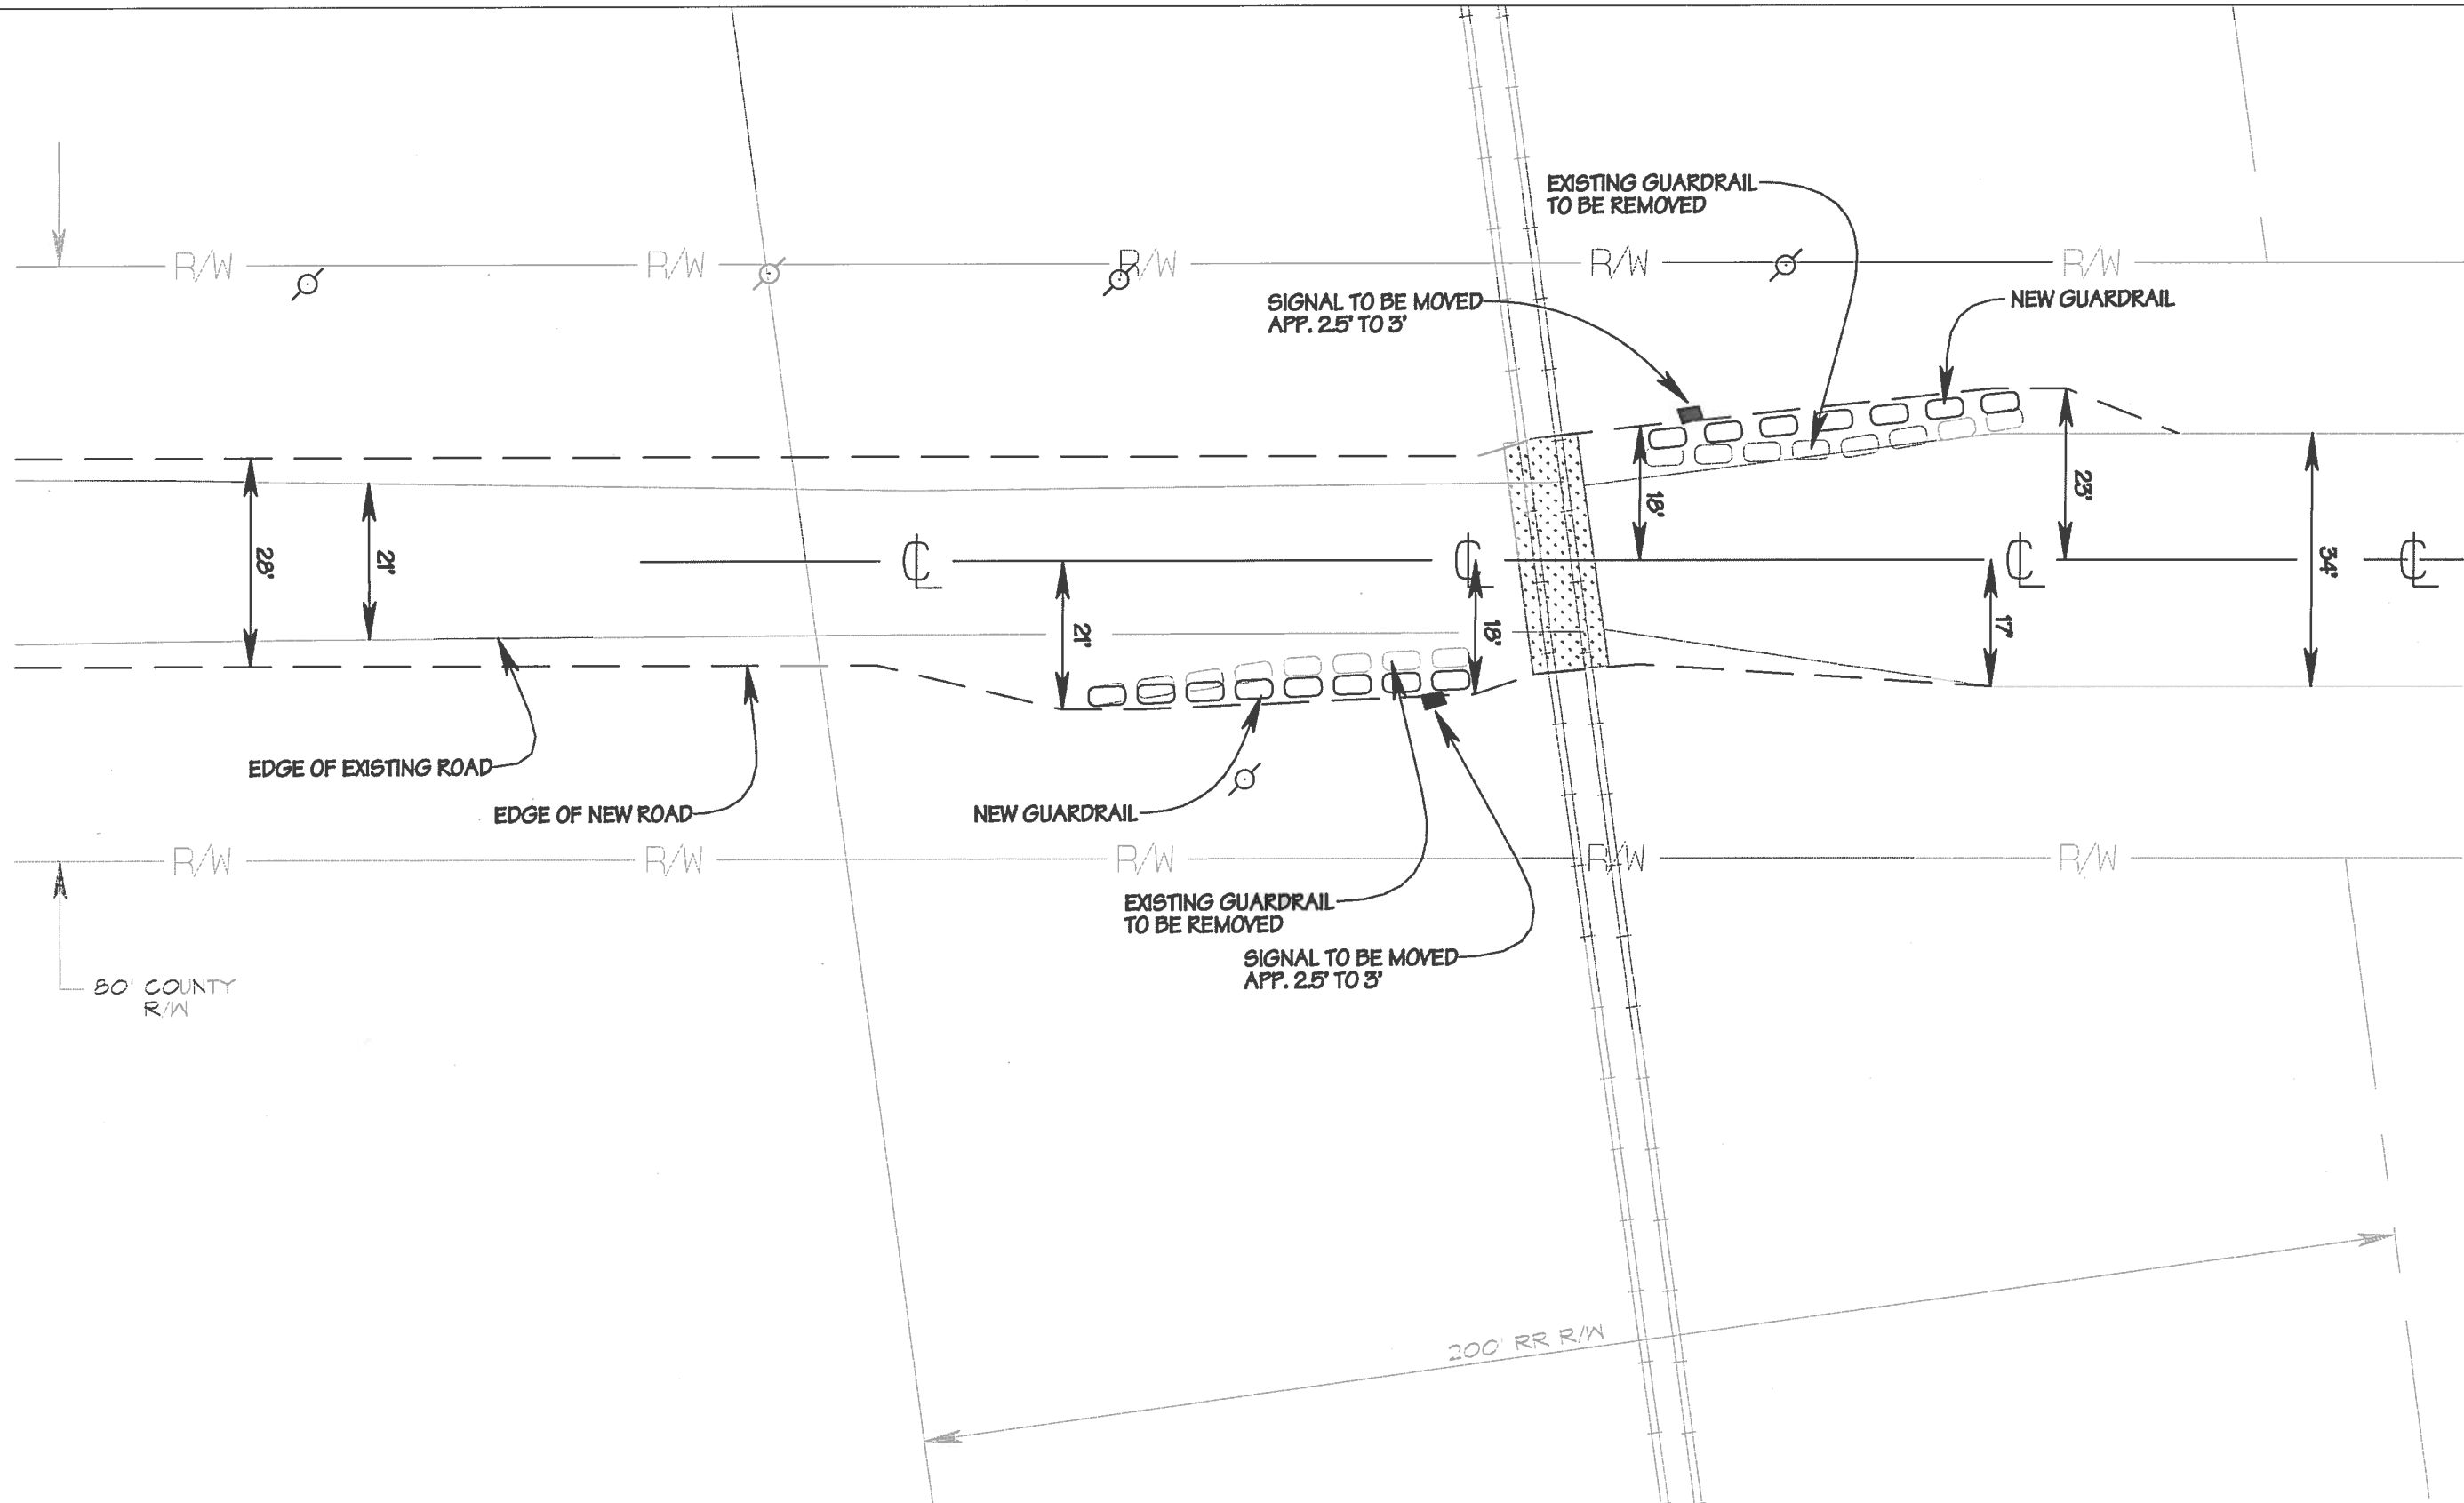 EXISTING GUARDRAIL
TO BE REMOVED
R/W
R/W
R/W
R/W
R/W
SIGNAL TO BE MOVED
APP. 2.5' TO 3'
NEW GUARDRAIL
28'
21'
℄
21'
℄
18'
18'
℄
17'
23'
34'
℄
EDGE OF EXISTING ROAD
EDGE OF NEW ROAD
NEW GUARDRAIL
R/W
R/W
R/W
R/W
R/W
EXISTING GUARDRAIL
TO BE REMOVED
SIGNAL TO BE MOVED
APP. 2.5' TO 3'
80' COUNTY
R/W
200' RR R/W